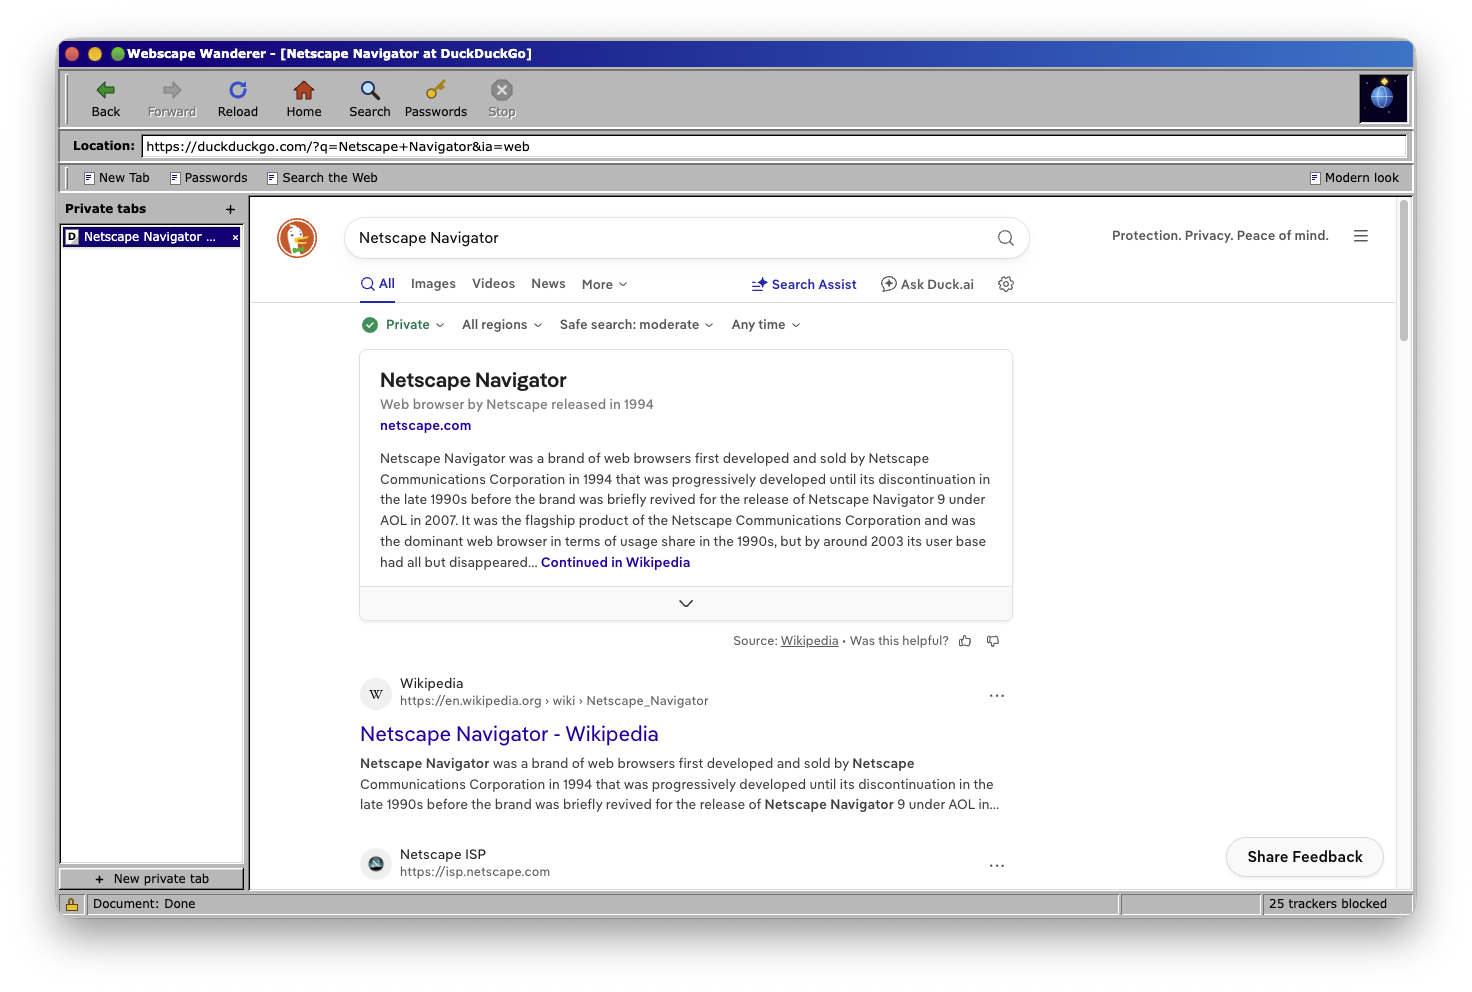 Webscape Wanderer - [Netscape Navigator at DuckDuckGo]
Back Forward Reload Home Search Passwords Stop
Location: https://duckduckgo.com/?q=Netscape+Navigator&ia=web
New Tab Passwords Search the Web Modern look
Private tabs +
D Netscape Navigator ... ×
Netscape Navigator
Protection. Privacy. Peace of mind.
All Images Videos News More Search Assist Ask Duck.ai
Private All regions Safe search: moderate Any time
Netscape Navigator
Web browser by Netscape released in 1994
netscape.com
Netscape Navigator was a brand of web browsers first developed and sold by Netscape
Communications Corporation in 1994 that was progressively developed until its discontinuation in
the late 1990s before the brand was briefly revived for the release of Netscape Navigator 9 under
AOL in 2007. It was the flagship product of the Netscape Communications Corporation and was
the dominant web browser in terms of usage share in the 1990s, but by around 2003 its user base
had all but disappeared... Continued in Wikipedia
Source: Wikipedia • Was this helpful?
W Wikipedia
https://en.wikipedia.org › wiki › Netscape_Navigator
Netscape Navigator - Wikipedia
Netscape Navigator was a brand of web browsers first developed and sold by Netscape
Communications Corporation in 1994 that was progressively developed until its discontinuation in the
late 1990s before the brand was briefly revived for the release of Netscape Navigator 9 under AOL in...
Netscape ISP
https://isp.netscape.com
Share Feedback
+ New private tab
Document: Done
25 trackers blocked